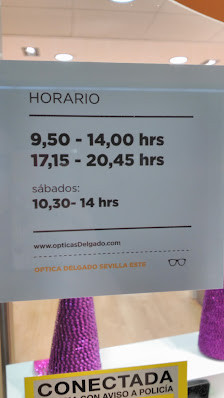 HORARIO
9,50 - 14,00 hrs
17,15 - 20,45 hrs
sábados:
10,30- 14 hrs
www.opticasDelgado.com
OPTICA DELGADO SEVILLA ESTE
CONECTADA
CON AVISO A POLICÍA